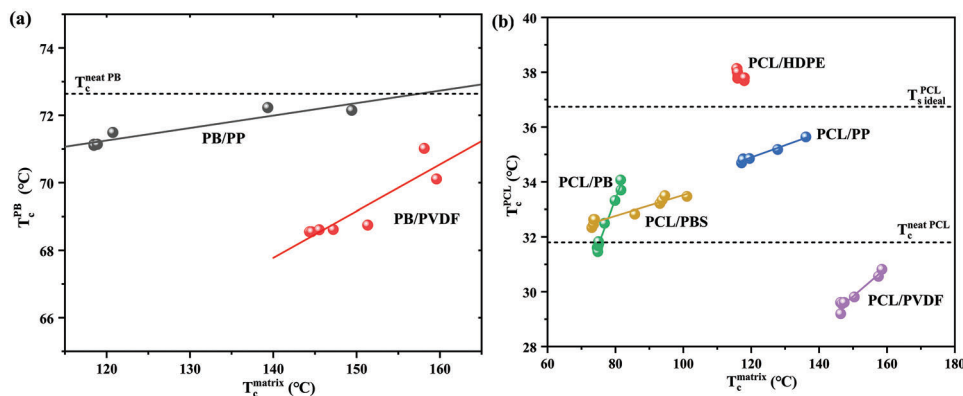 (a)
74
72
70
68
66
T_c^PB (°C)
T_c^neat PB
PB/PP
PB/PVDF
120 130 140 150 160
T_c^matrix (°C)
(b)
40
38
36
34
32
30
28
T_c^PCL (°C)
PCL/HDPE
T_s ideal^PCL
PCL/PP
PCL/PB
PCL/PBS
T_c^neat PCL
PCL/PVDF
60 80 100 120 140 160 180
T_c^matrix (°C)